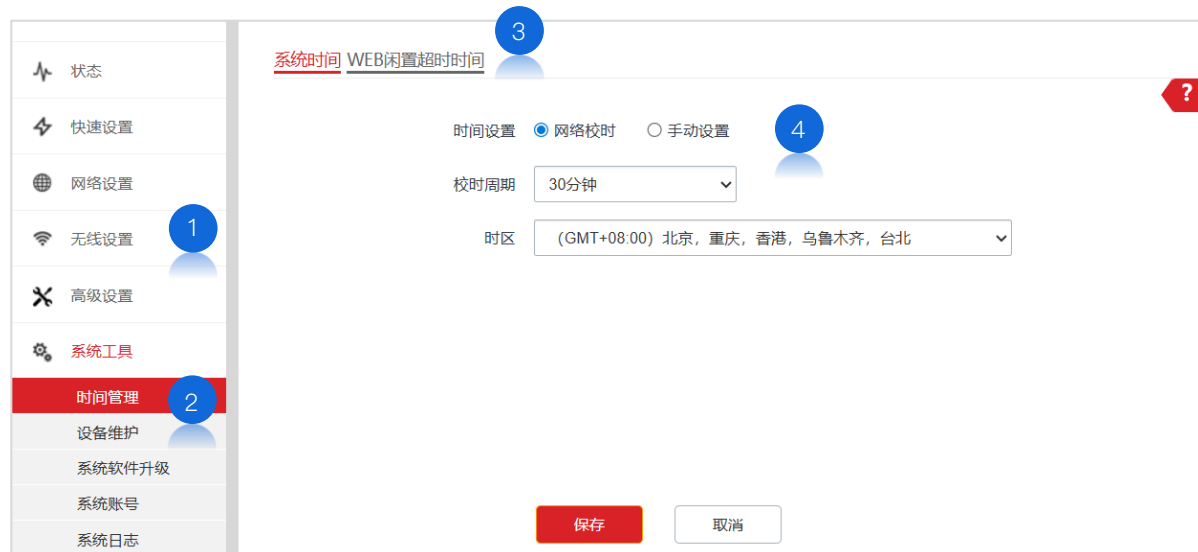 状态
快速设置
网络设置
无线设置
1
高级设置
系统工具
时间管理
2
设备维护
系统软件升级
系统账号
系统日志
系统时间 WEB闲置超时时间
3
?
时间设置 网络校时 手动设置
4
校时周期 30分钟
时区 (GMT+08:00) 北京，重庆，香港，乌鲁木齐，台北
保存 取消